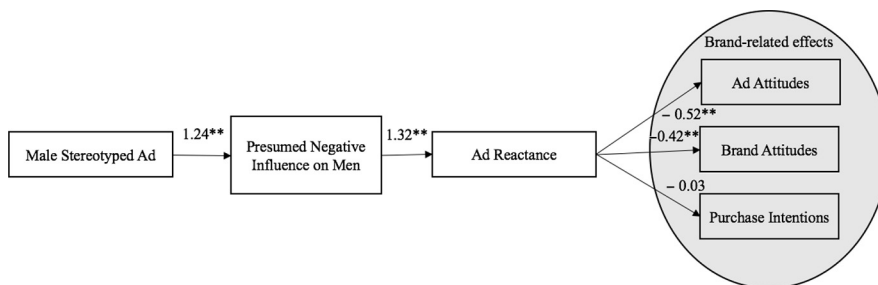 Brand-related effects
Ad Attitudes
1.24**
1.32**
– 0.52**
-0.42**
Male Stereotyped Ad
Presumed Negative
Influence on Men
Ad Reactance
Brand Attitudes
– 0.03
Purchase Intentions